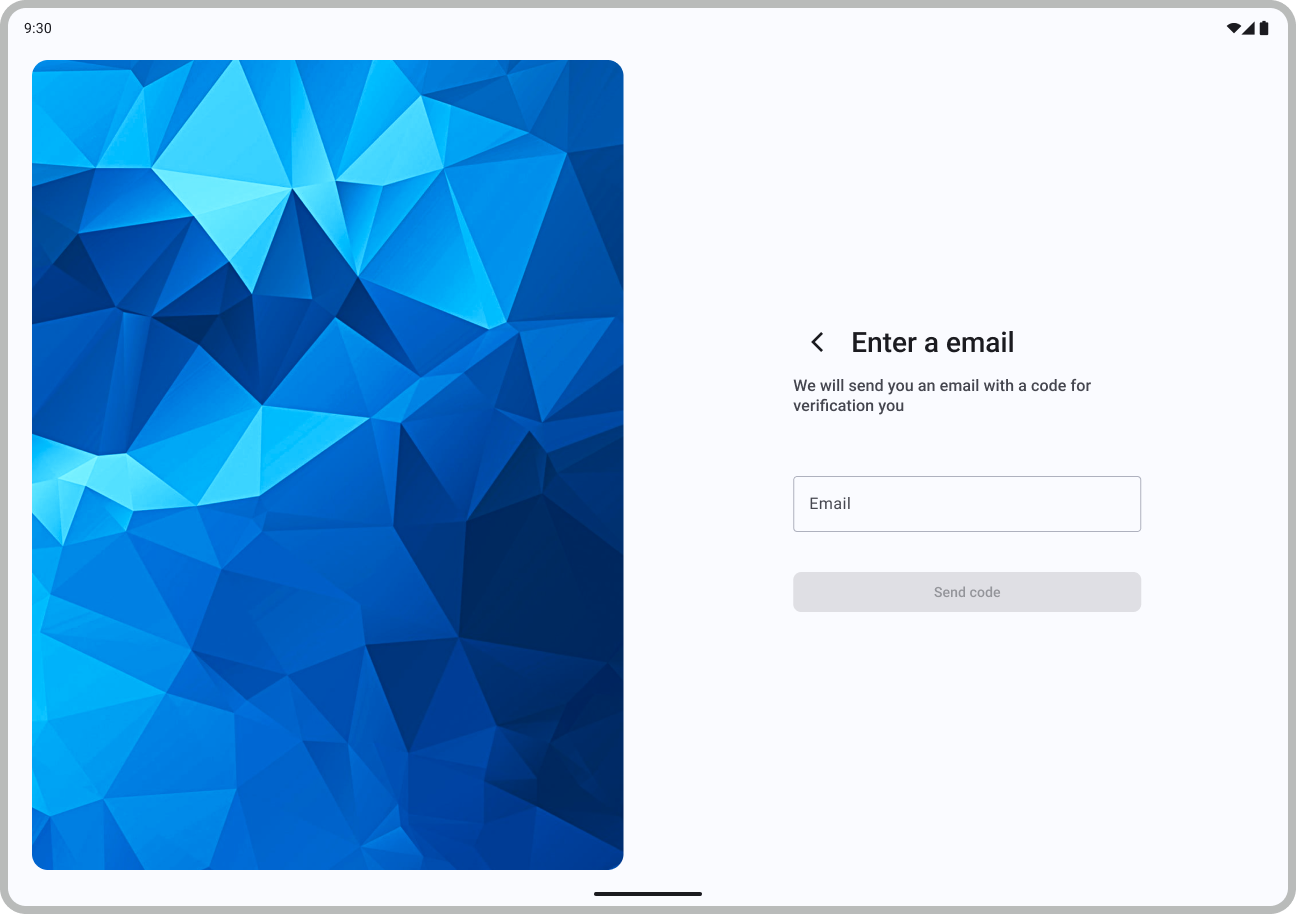 9:30
Enter a email
We will send you an email with a code for
verification you
Email
Send code